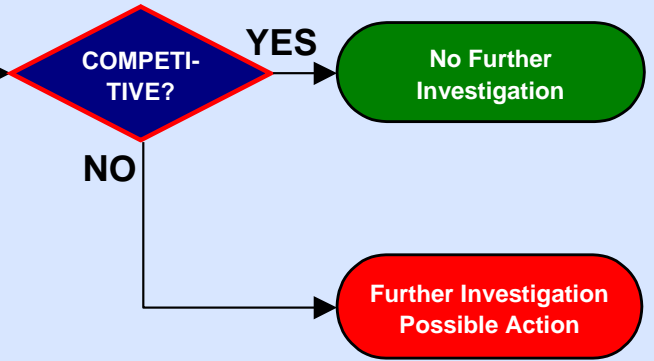 COMPETI-
TIVE?
YES
No Further
Investigation
NO
Further Investigation
Possible Action